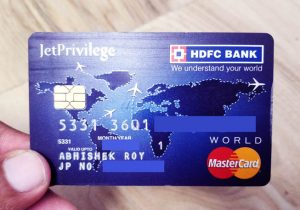 JetPrivilege
HDFC BANK
We understand your world
5331 3601
5331
MONTH/YEAR
VALID UPTO
1
WORLD
ABHISHEK ROY
JP NO
MasterCard